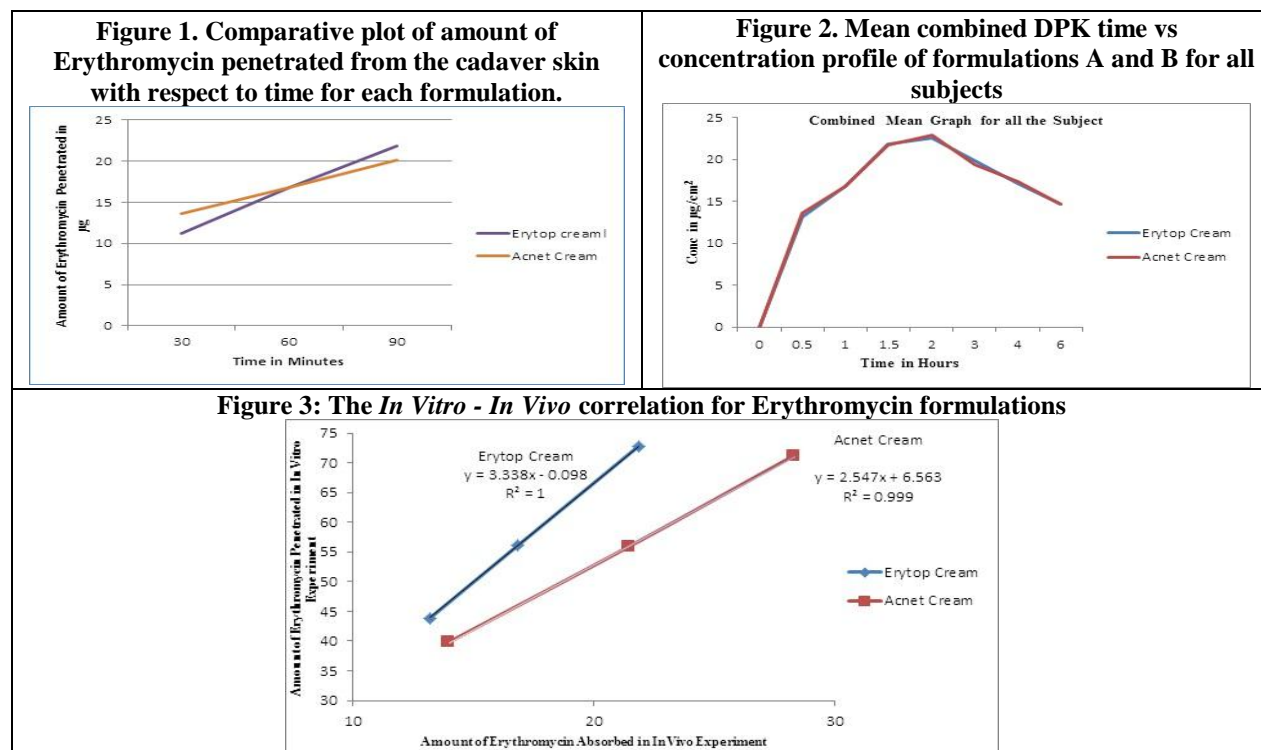 Figure 1. Comparative plot of amount of
Erythromycin penetrated from the cadaver skin
with respect to time for each formulation.
Amount of Erythromycin Penetrated in
µg
25
20
15
10
5
0
30 60 90
Time in Minutes
Erytop cream l
Acnet Cream
Figure 2. Mean combined DPK time vs
concentration profile of formulations A and B for all
subjects
Combined Mean Graph for all the Subject
Conc in µg/cm²
25
20
15
10
5
0
0 0.5 1 1.5 2 3 4 6
Time in Hours
Erytop Cream
Acnet Cream
Figure 3: The In Vitro - In Vivo correlation for Erythromycin formulations
Amount of Erythromycin Penetrated in In Vitro
Experiment
75
70
65
60
55
50
45
40
35
30
Erytop Cream
y = 3.338x - 0.098
R² = 1
Acnet Cream
y = 2.547x + 6.563
R² = 0.999
Erytop Cream
Acnet Cream
10 20 30
Amount of Erythromycin Absorbed in In Vivo Experiment